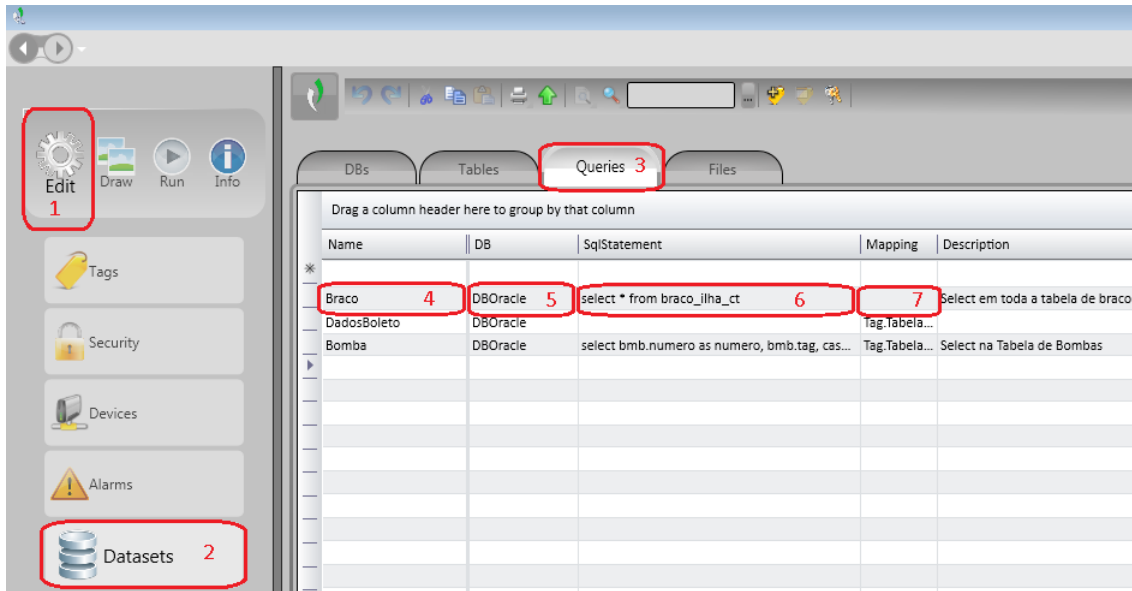 ...
DBs Tables Queries 3 Files
Edit Draw Run Info
1
Drag a column header here to group by that column
Name DB SqlStatement Mapping Description
Tags
Braco 4 DBOracle 5 select * from braco_ilha_ct 6 7 Select em toda a tabela de braco
DadosBoleto DBOracle Tag.Tabela...
Bomba DBOracle select bmb.numero as numero, bmb.tag, cas... Tag.Tabela... Select na Tabela de Bombas
Security
Devices
Alarms
Datasets 2